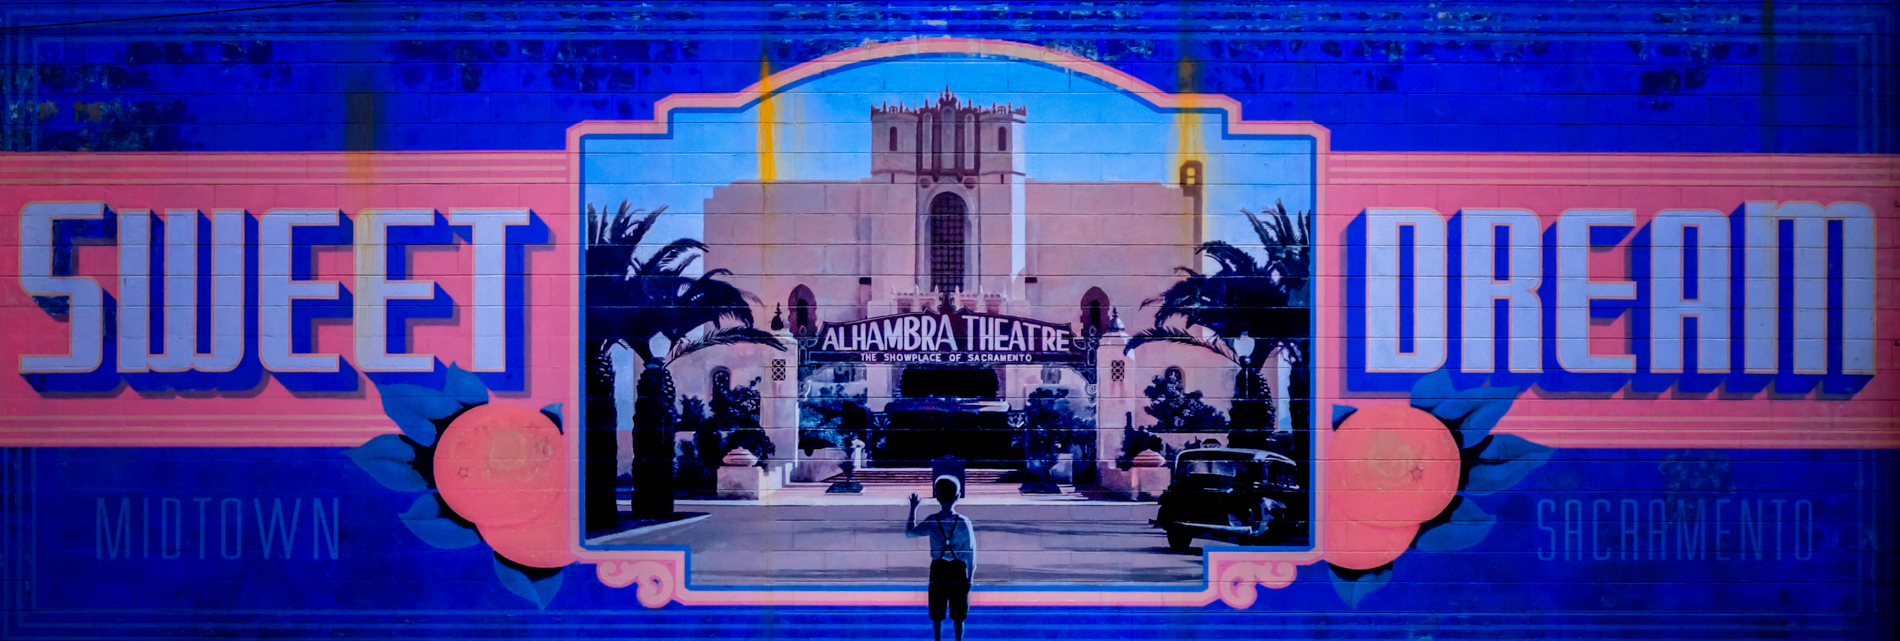 SWEET
DREAM
ALHAMBRA THEATRE
THE SHOWPLACE OF SACRAMENTO
MIDTOWN
SACRAMENTO